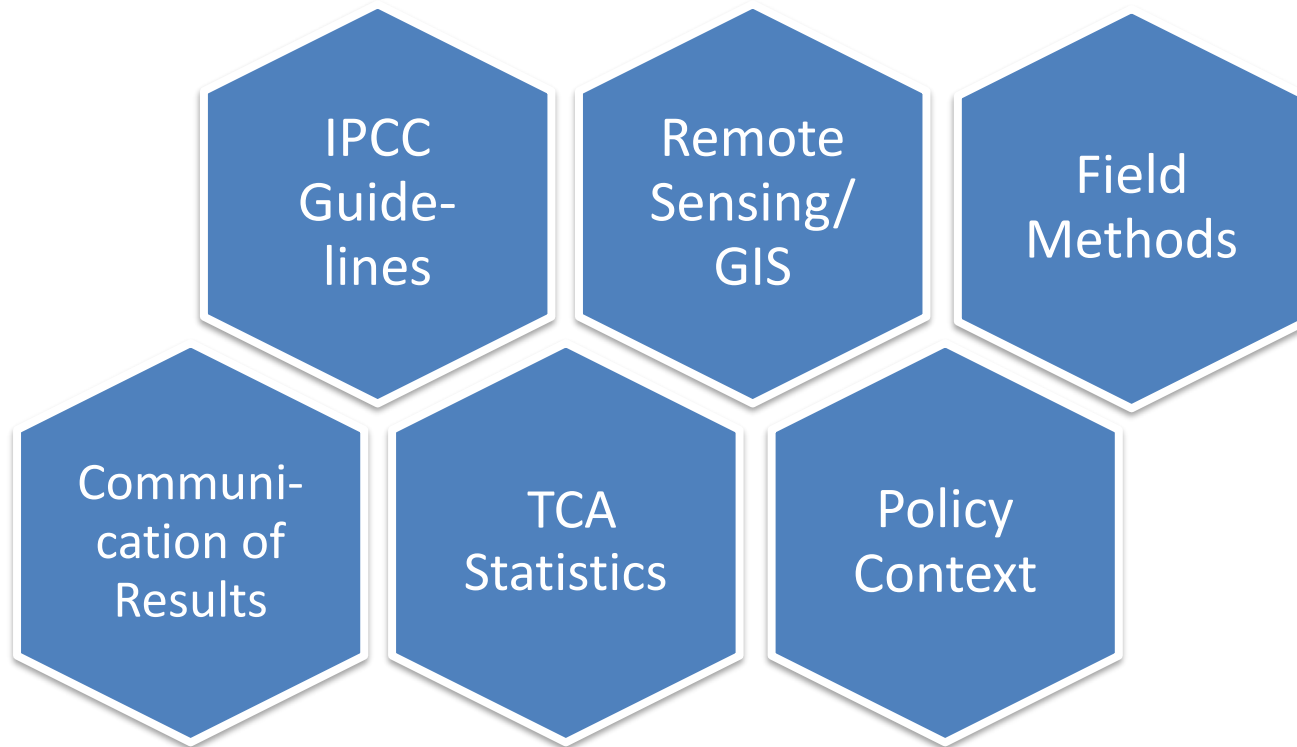 IPCC
Guide-
lines
Remote
Sensing/
GIS
Field
Methods
Communi-
cation of
Results
TCA
Statistics
Policy
Context